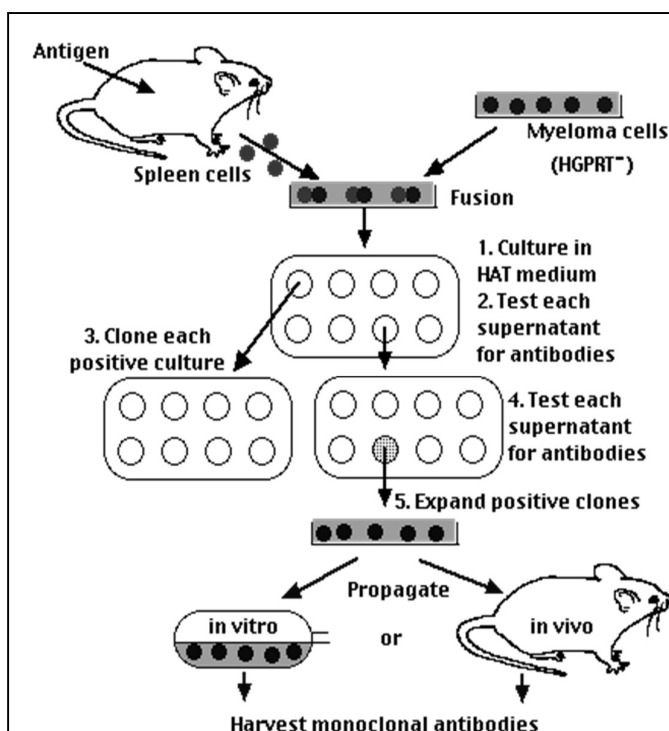 Antigen
Spleen cells
Myeloma cells
(HGPRT⁻)
Fusion
1. Culture in
HAT medium
2. Test each
supernatant
for antibodies
3. Clone each
positive culture
4. Test each
supernatant
for antibodies
5. Expand positive clones
Propagate
in vitro
or
in vivo
Harvest monoclonal antibodies